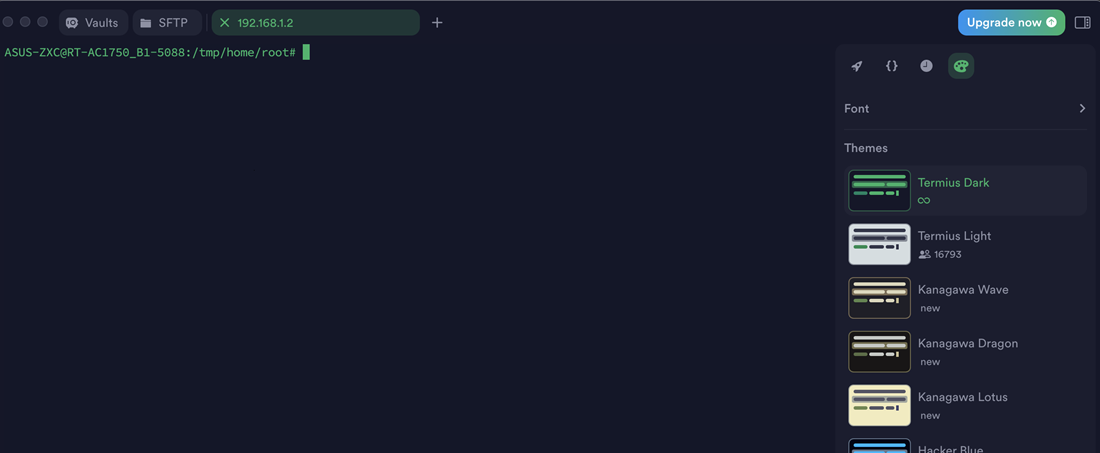 Vaults
SFTP
192.168.1.2
Upgrade now
ASUS-ZXC@RT-AC1750_B1-5088:/tmp/home/root#
{}
Font
Themes
Termius Dark
∞
Termius Light
16793
Kanagawa Wave
new
Kanagawa Dragon
new
Kanagawa Lotus
new
Hacker Blue